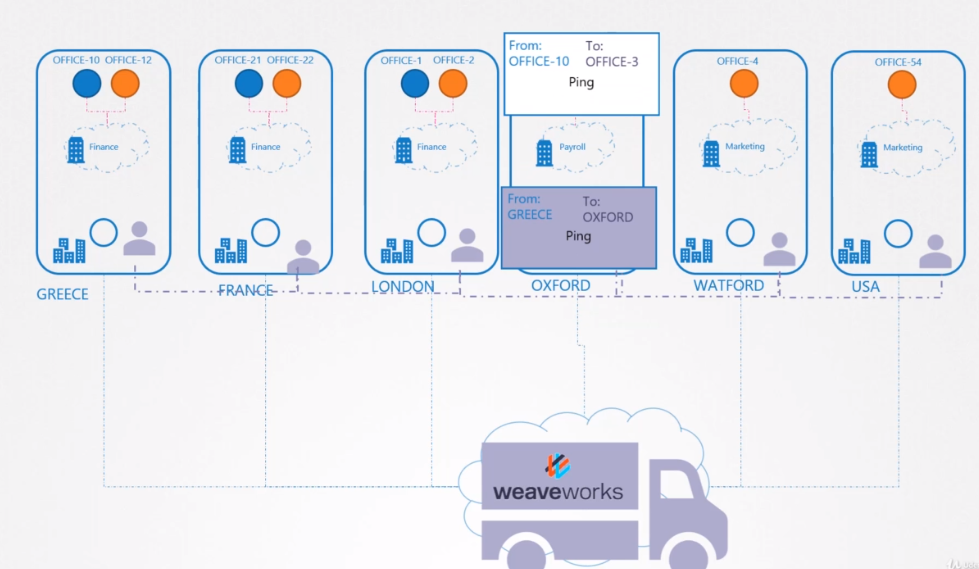 From: To:
OFFICE-10 OFFICE-3
Ping
OFFICE-10 OFFICE-12
OFFICE-21 OFFICE-22
OFFICE-1 OFFICE-2
OFFICE-4
OFFICE-54
Finance
Finance
Finance
Payroll
Marketing
Marketing
From: To:
GREECE OXFORD
Ping
GREECE
FRANCE
LONDON
OXFORD
WATFORD
USA
weaveworks